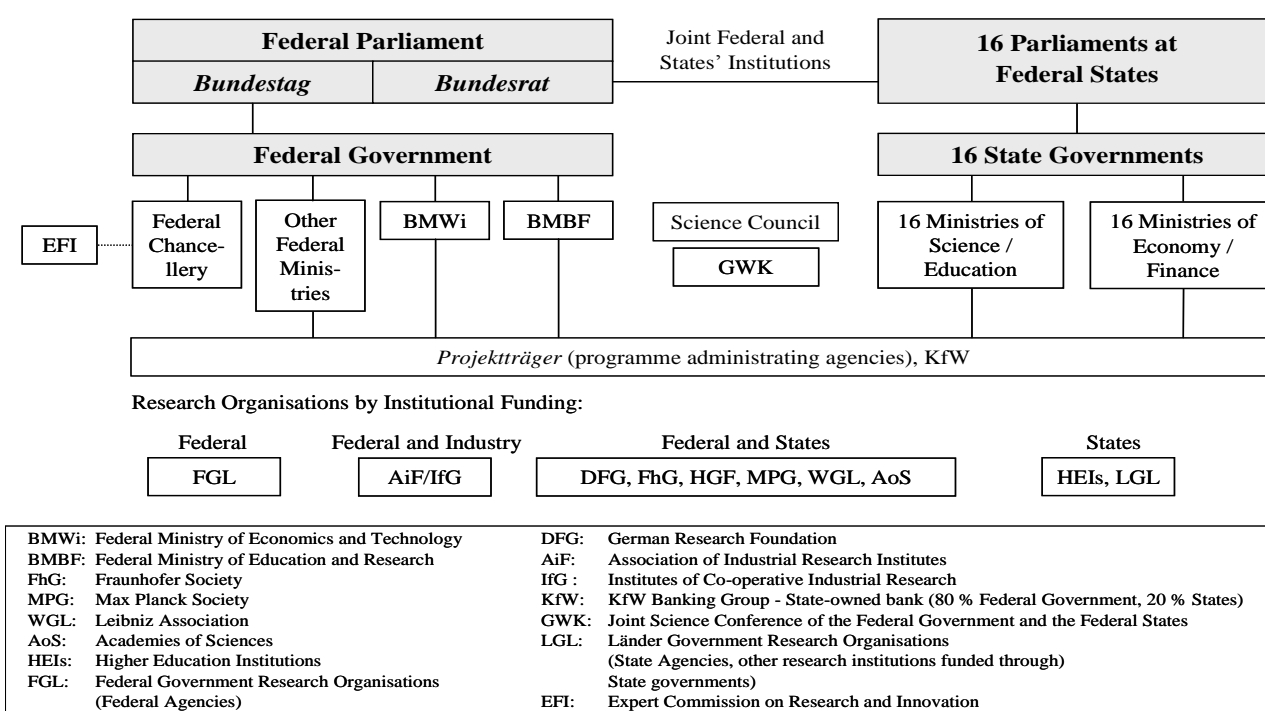 Federal Parliament
Bundestag
Bundesrat
Joint Federal and
States' Institutions
16 Parliaments at
Federal States
Federal Government
16 State Governments
EFI
Federal
Chance-
llery
Other
Federal
Minis-
tries
BMWi
BMBF
Science Council
GWK
16 Ministries of
Science /
Education
16 Ministries of
Economy /
Finance
Projektträger (programme administrating agencies), KfW
Research Organisations by Institutional Funding:
Federal
FGL
Federal and Industry
AiF/IfG
Federal and States
DFG, FhG, HGF, MPG, WGL, AoS
States
HEIs, LGL
BMWi: Federal Ministry of Economics and Technology
BMBF: Federal Ministry of Education and Research
FhG: Fraunhofer Society
MPG: Max Planck Society
WGL: Leibniz Association
AoS: Academies of Sciences
HEIs: Higher Education Institutions
FGL: Federal Government Research Organisations
(Federal Agencies)
DFG: German Research Foundation
AiF: Association of Industrial Research Institutes
IfG : Institutes of Co-operative Industrial Research
KfW: KfW Banking Group - State-owned bank (80 % Federal Government, 20 % States)
GWK: Joint Science Conference of the Federal Government and the Federal States
LGL: Länder Government Research Organisations
(State Agencies, other research institutions funded through)
State governments)
EFI: Expert Commission on Research and Innovation